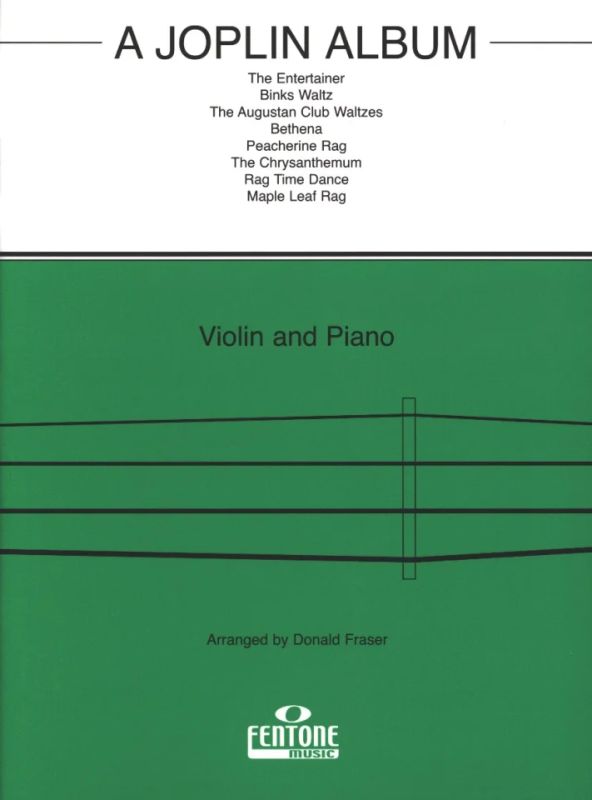 A JOPLIN ALBUM
The Entertainer
Binks Waltz
The Augustan Club Waltzes
Bethena
Peacherine Rag
The Chrysanthemum
Rag Time Dance
Maple Leaf Rag
Violin and Piano
Arranged by Donald Fraser
FENTONE
MUSIC